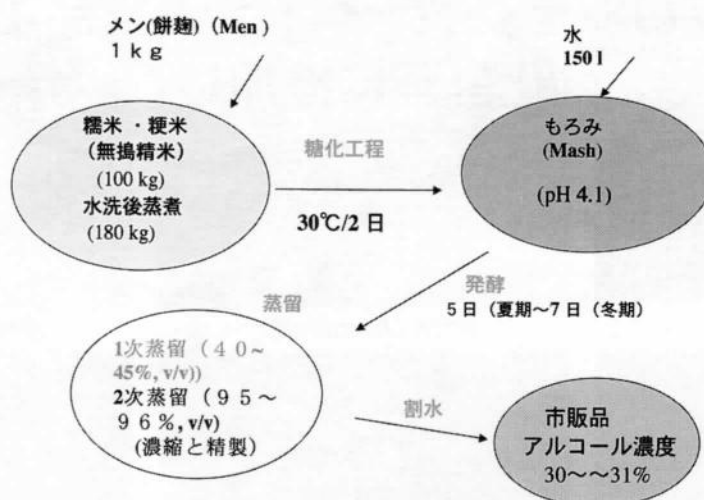 メン(餅麹)（Men）
１ｋｇ
水
150 l
糯米 ・粳米
(無搗精米)
(100 kg)
水洗後蒸煮
(180 kg)
糖化工程
30℃/2 日
もろみ
(Mash)
(pH 4.1)
発酵
5 日（夏期～7 日（冬期）
蒸留
1次蒸留（４０~
45%, v/v))
2次蒸留（９５～
９６%, v/v)
(濃縮と精製）
割水
市販品
アルコール濃度
30～～31%